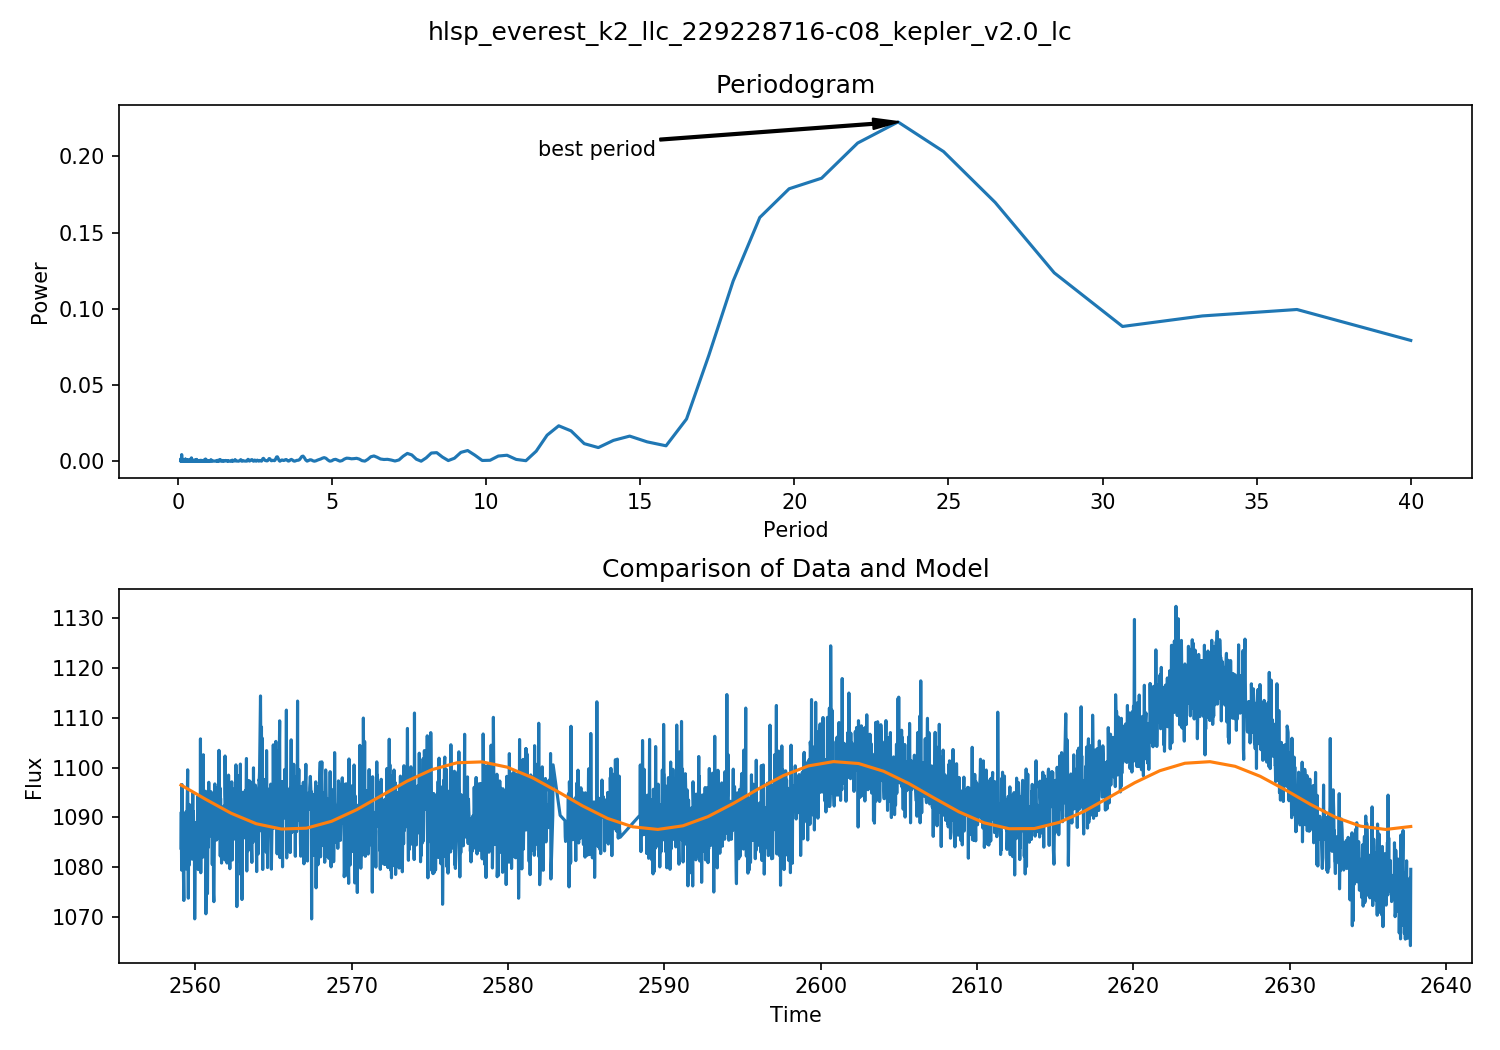 hlsp_everest_k2_llc_229228716-c08_kepler_v2.0_lc
Periodogram
best period
Power
0.20
0.15
0.10
0.05
0.00
0 5 10 15 20 25 30 35 40
Period
Comparison of Data and Model
Flux
1130
1120
1110
1100
1090
1080
1070
2560 2570 2580 2590 2600 2610 2620 2630 2640
Time